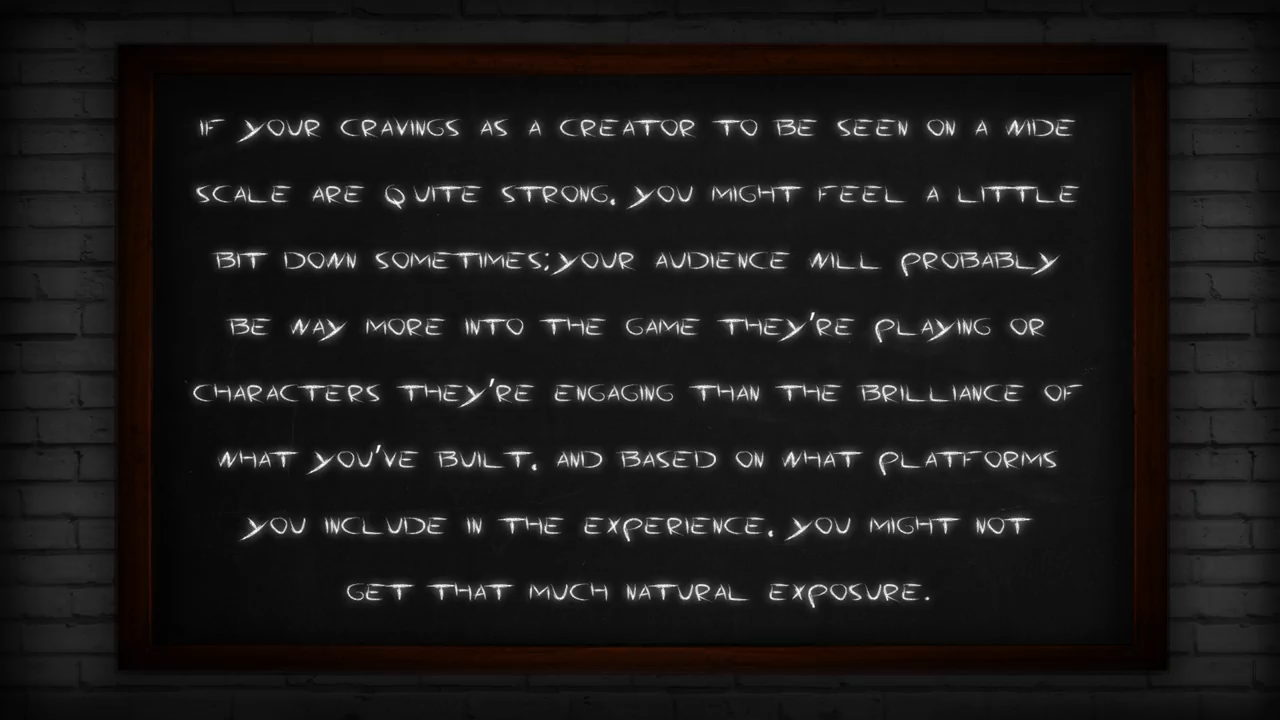 IF YOUR CRAVINGS AS A CREATOR TO BE SEEN ON A WIDE
SCALE ARE QUITE STRONG, YOU MIGHT FEEL A LITTLE
BIT DOWN SOMETIMES; YOUR AUDIENCE WILL PROBABLY
BE WAY MORE INTO THE GAME THEY'RE PLAYING OR
CHARACTERS THEY'RE ENGAGING THAN THE BRILLIANCE OF
WHAT YOU'VE BUILT, AND BASED ON WHAT PLATFORMS
YOU INCLUDE IN THE EXPERIENCE, YOU MIGHT NOT
GET THAT MUCH NATURAL EXPOSURE.